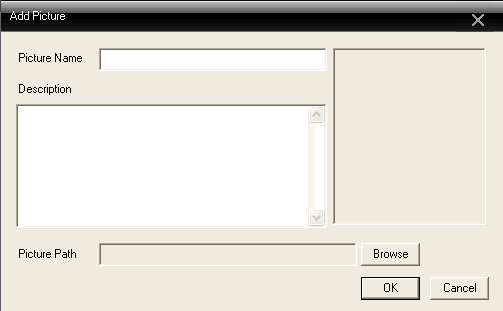 Add Picture
Picture Name
Description
Picture Path
Browse
OK
Cancel